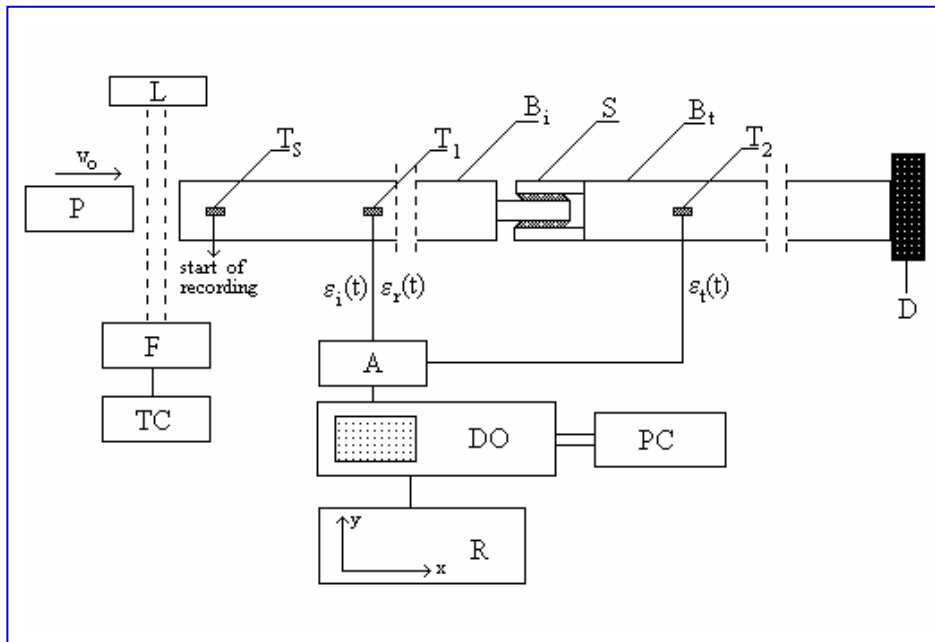 L
B_i
S
B_t
T_S
T_1
T_2
v_o
P
start of
recording
ε_i(t)
ε_r(t)
ε_t(t)
D
F
A
TC
DO
PC
y
R
x